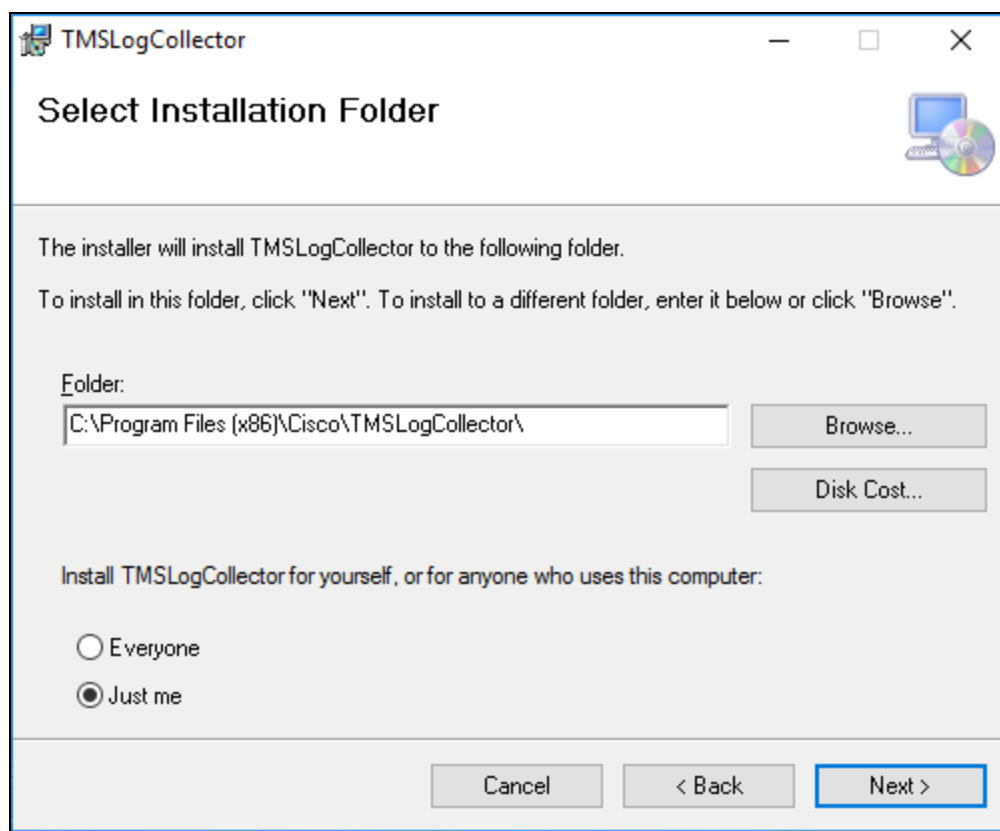 TMSLogCollector
Select Installation Folder
The installer will install TMSLogCollector to the following folder.
To install in this folder, click "Next". To install to a different folder, enter it below or click "Browse".
Folder:
C:\Program Files (x86)\Cisco\TMSLogCollector\
Browse...
Disk Cost...
Install TMSLogCollector for yourself, or for anyone who uses this computer:
Everyone
Just me
Cancel
< Back
Next >